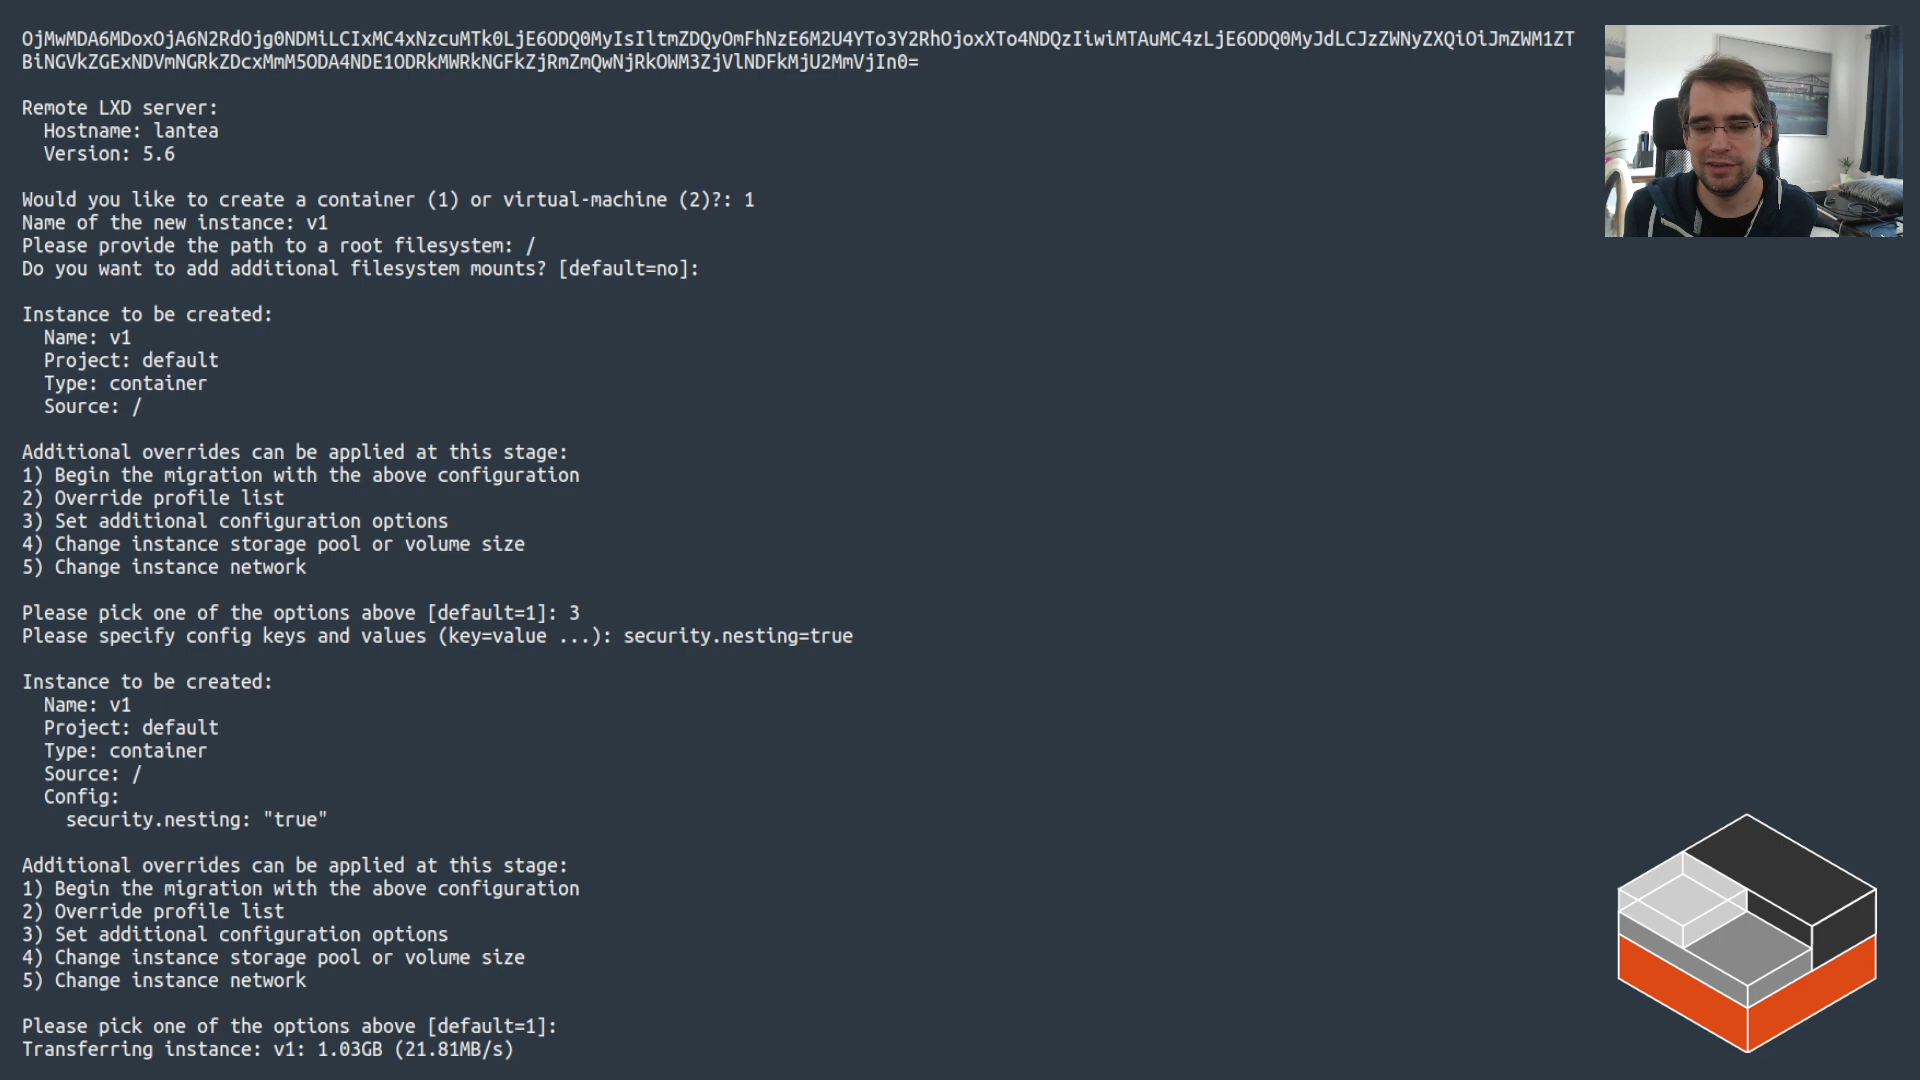 OjMwMDA6MDoxOjA6N2RdOjg0NDMiLCIxMC4xNzcuMTk0LjE6ODQ0MyIsIltmZDQyOmFhNzE6M2U4YTo3Y2RhOjoxXTo4NDQzIiwiMTAuMC4zLjE6ODQ0MyJdLCJzZWNyZXQiOiJmZWM1ZT
BiNGVkZGExNDVmNGRkZDcxMmM5ODA4NDE1ODRkMWRkNGFkZjRmZmQwNjRkOWM3ZjVlNDFkMjU2MmVjIn0=
Remote LXD server:
Hostname: lantea
Version: 5.6
Would you like to create a container (1) or virtual-machine (2)?: 1
Name of the new instance: v1
Please provide the path to a root filesystem: /
Do you want to add additional filesystem mounts? [default=no]:
Instance to be created:
Name: v1
Project: default
Type: container
Source: /
Additional overrides can be applied at this stage:
1) Begin the migration with the above configuration
2) Override profile list
3) Set additional configuration options
4) Change instance storage pool or volume size
5) Change instance network
Please pick one of the options above [default=1]: 3
Please specify config keys and values (key=value ...): security.nesting=true
Instance to be created:
Name: v1
Project: default
Type: container
Source: /
Config:
security.nesting: "true"
Additional overrides can be applied at this stage:
1) Begin the migration with the above configuration
2) Override profile list
3) Set additional configuration options
4) Change instance storage pool or volume size
5) Change instance network
Please pick one of the options above [default=1]:
Transferring instance: v1: 1.03GB (21.81MB/s)